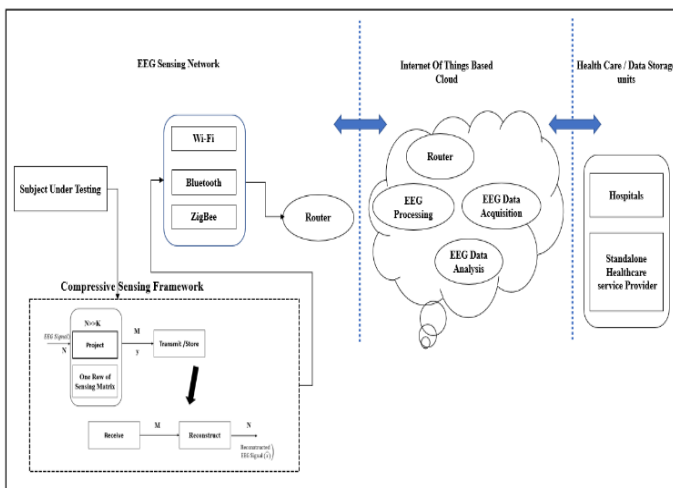 EEG Sensing Network
Internet Of Things Based
Cloud
Health Care / Data Storage
units
Wi-Fi
Bluetooth
ZigBee
Subject Under Testing
Router
Router
EEG
Processing
EEG Data
Acquisition
EEG Data
Analysis
Hospitals
Standalone
Healthcare
service Provider
Compressive Sensing Framework
N>>K
EEG Signal
N
Project
M
y
Transmit /Store
One Row of
Sensing Matrix
Receive
M
Reconstruct
N
Reconstructed
EEG Signal